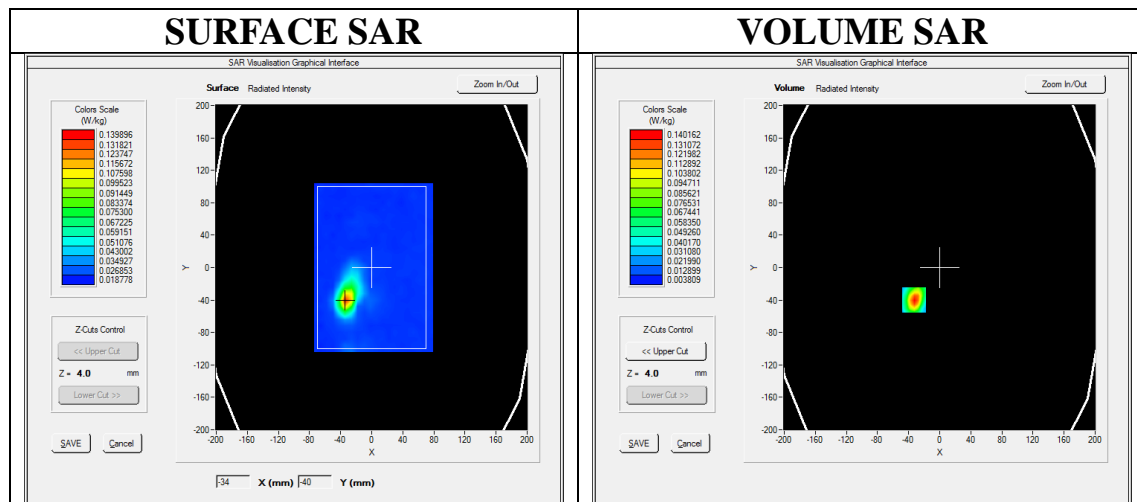 SURFACE SAR
SAR Visualisation Graphical Interface
Surface Radiated Intensity
Zoom In/Out
Colors Scale
(W/kg)
0.139896
0.131821
0.123747
0.115672
0.107598
0.099523
0.091449
0.083374
0.075300
0.067225
0.059151
0.051076
0.043002
0.034927
0.026853
0.018778
200
160
120
80
40
0
-40
-80
-120
-160
-200
Y
-200 -160 -120 -80 -40 0 40 80 120 160 200
X
Z-Cuts Control
<< Upper Cut
Z = 4.0 mm
Lower Cut >>
SAVE Cancel
-34 X (mm) -40 Y (mm)
VOLUME SAR
SAR Visualisation Graphical Interface
Volume Radiated Intensity
Zoom In/Out
Colors Scale
(W/kg)
0.140162
0.131072
0.121982
0.112892
0.103802
0.094711
0.085621
0.076531
0.067441
0.058350
0.049260
0.040170
0.031080
0.021990
0.012899
0.003809
200
160
120
80
40
0
-40
-80
-120
-160
-200
Y
-200 -160 -120 -80 -40 0 40 80 120 160 200
X
Z-Cuts Control
<< Upper Cut
Z = 4.0 mm
Lower Cut >>
SAVE Cancel